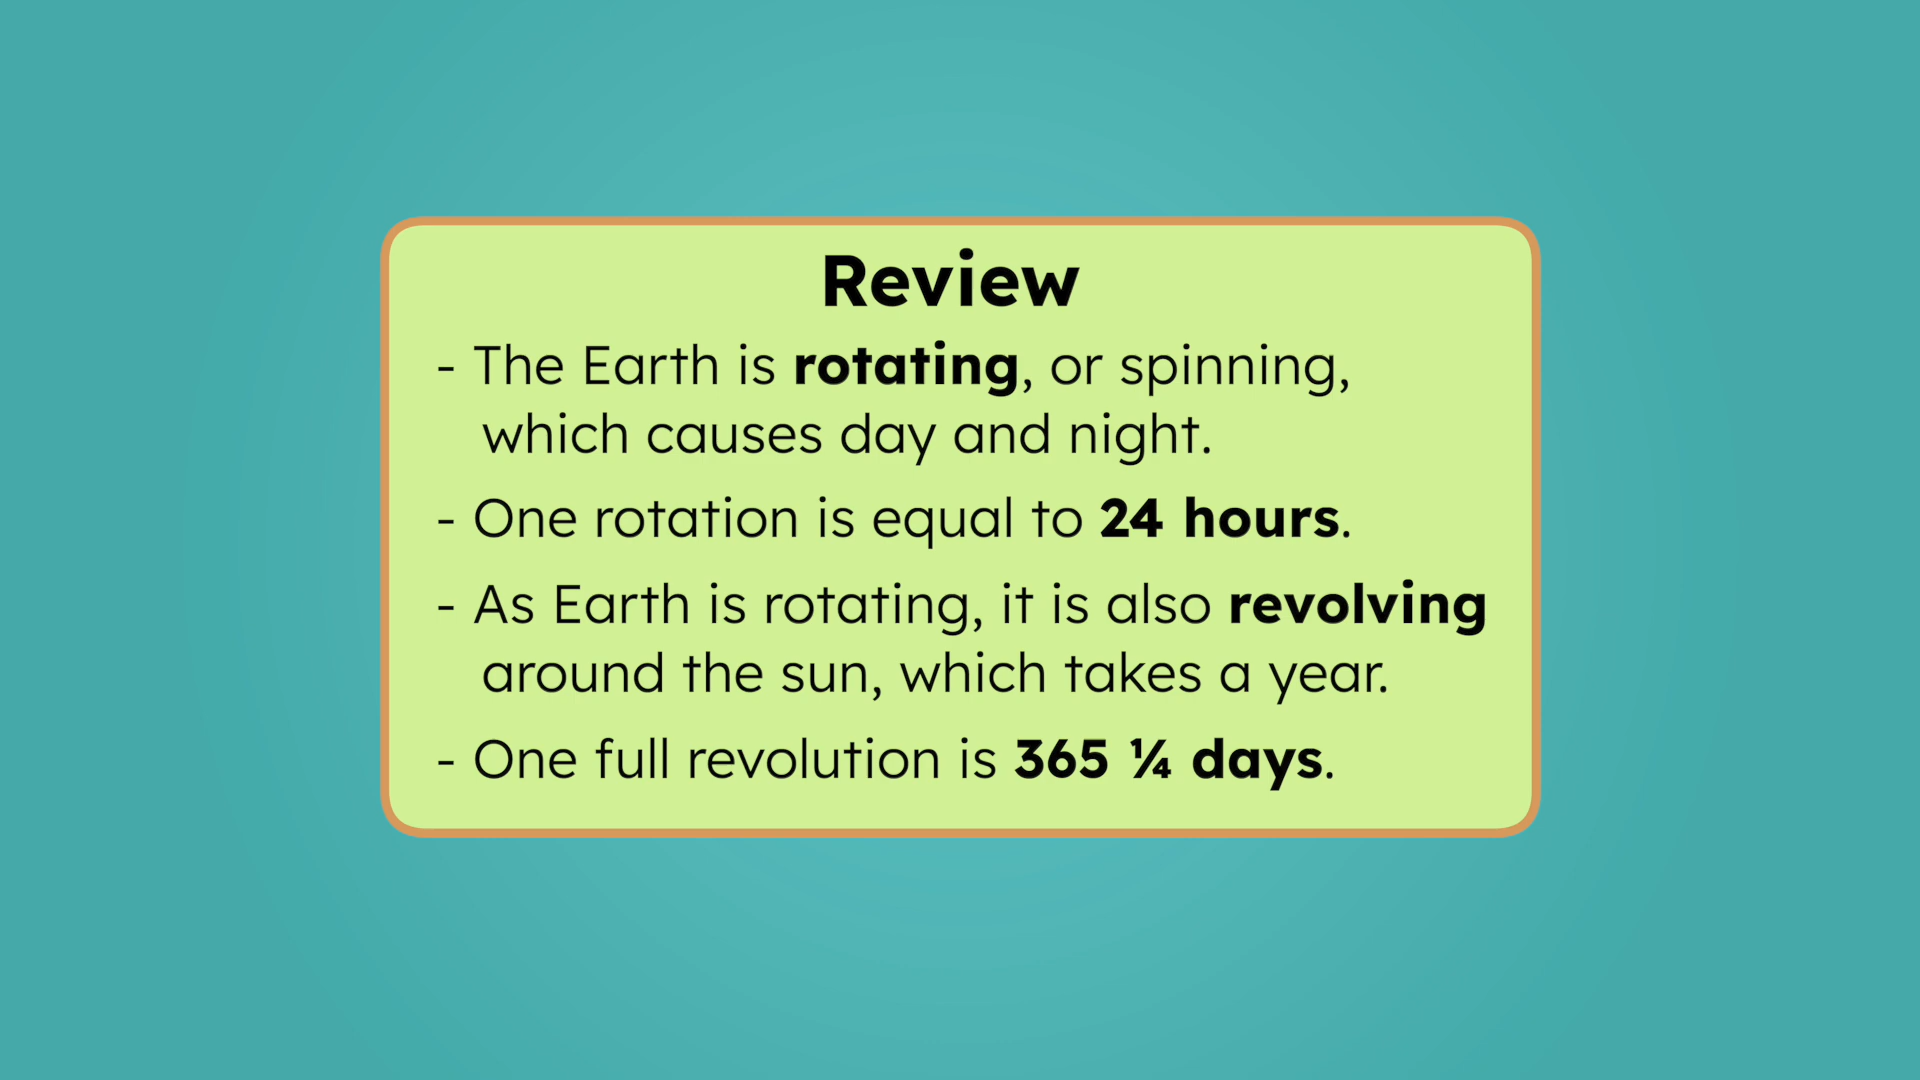 Review
- The Earth is rotating, or spinning,
which causes day and night.
- One rotation is equal to 24 hours.
- As Earth is rotating, it is also revolving
around the sun, which takes a year.
- One full revolution is 365 ¼ days.